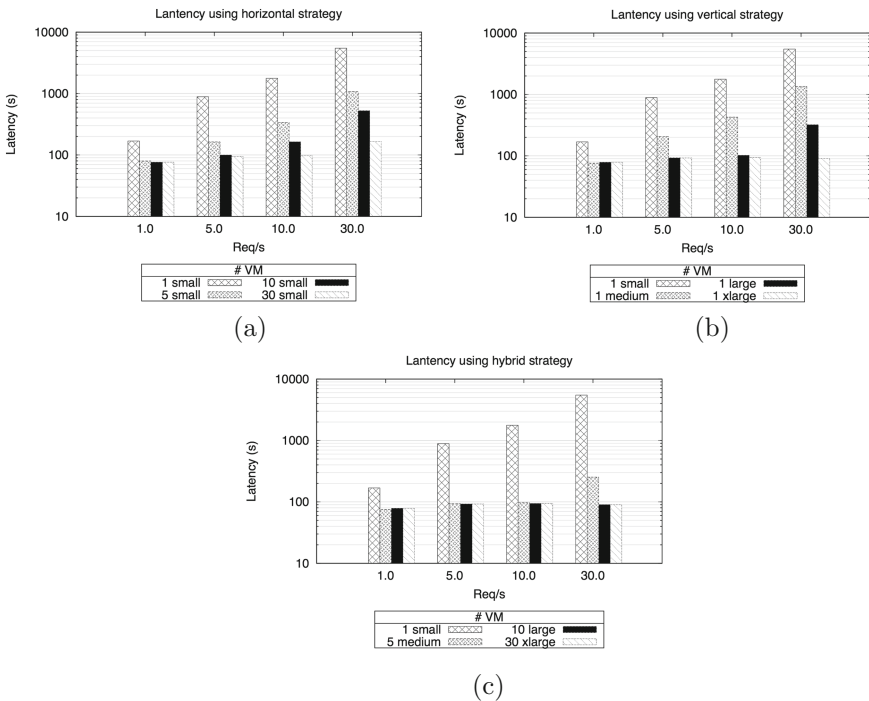 Lantency using horizontal strategy
10000
1000
100
10
Latency (s)
1.0 5.0 10.0 30.0
Req/s
# VM
1 small 10 small
5 small 30 small
(a)
Lantency using vertical strategy
10000
1000
100
10
Latency (s)
1.0 5.0 10.0 30.0
Req/s
# VM
1 small 1 large
1 medium 1 xlarge
(b)
Lantency using hybrid strategy
10000
1000
100
10
Latency (s)
1.0 5.0 10.0 30.0
Req/s
# VM
1 small 10 large
5 medium 30 xlarge
(c)